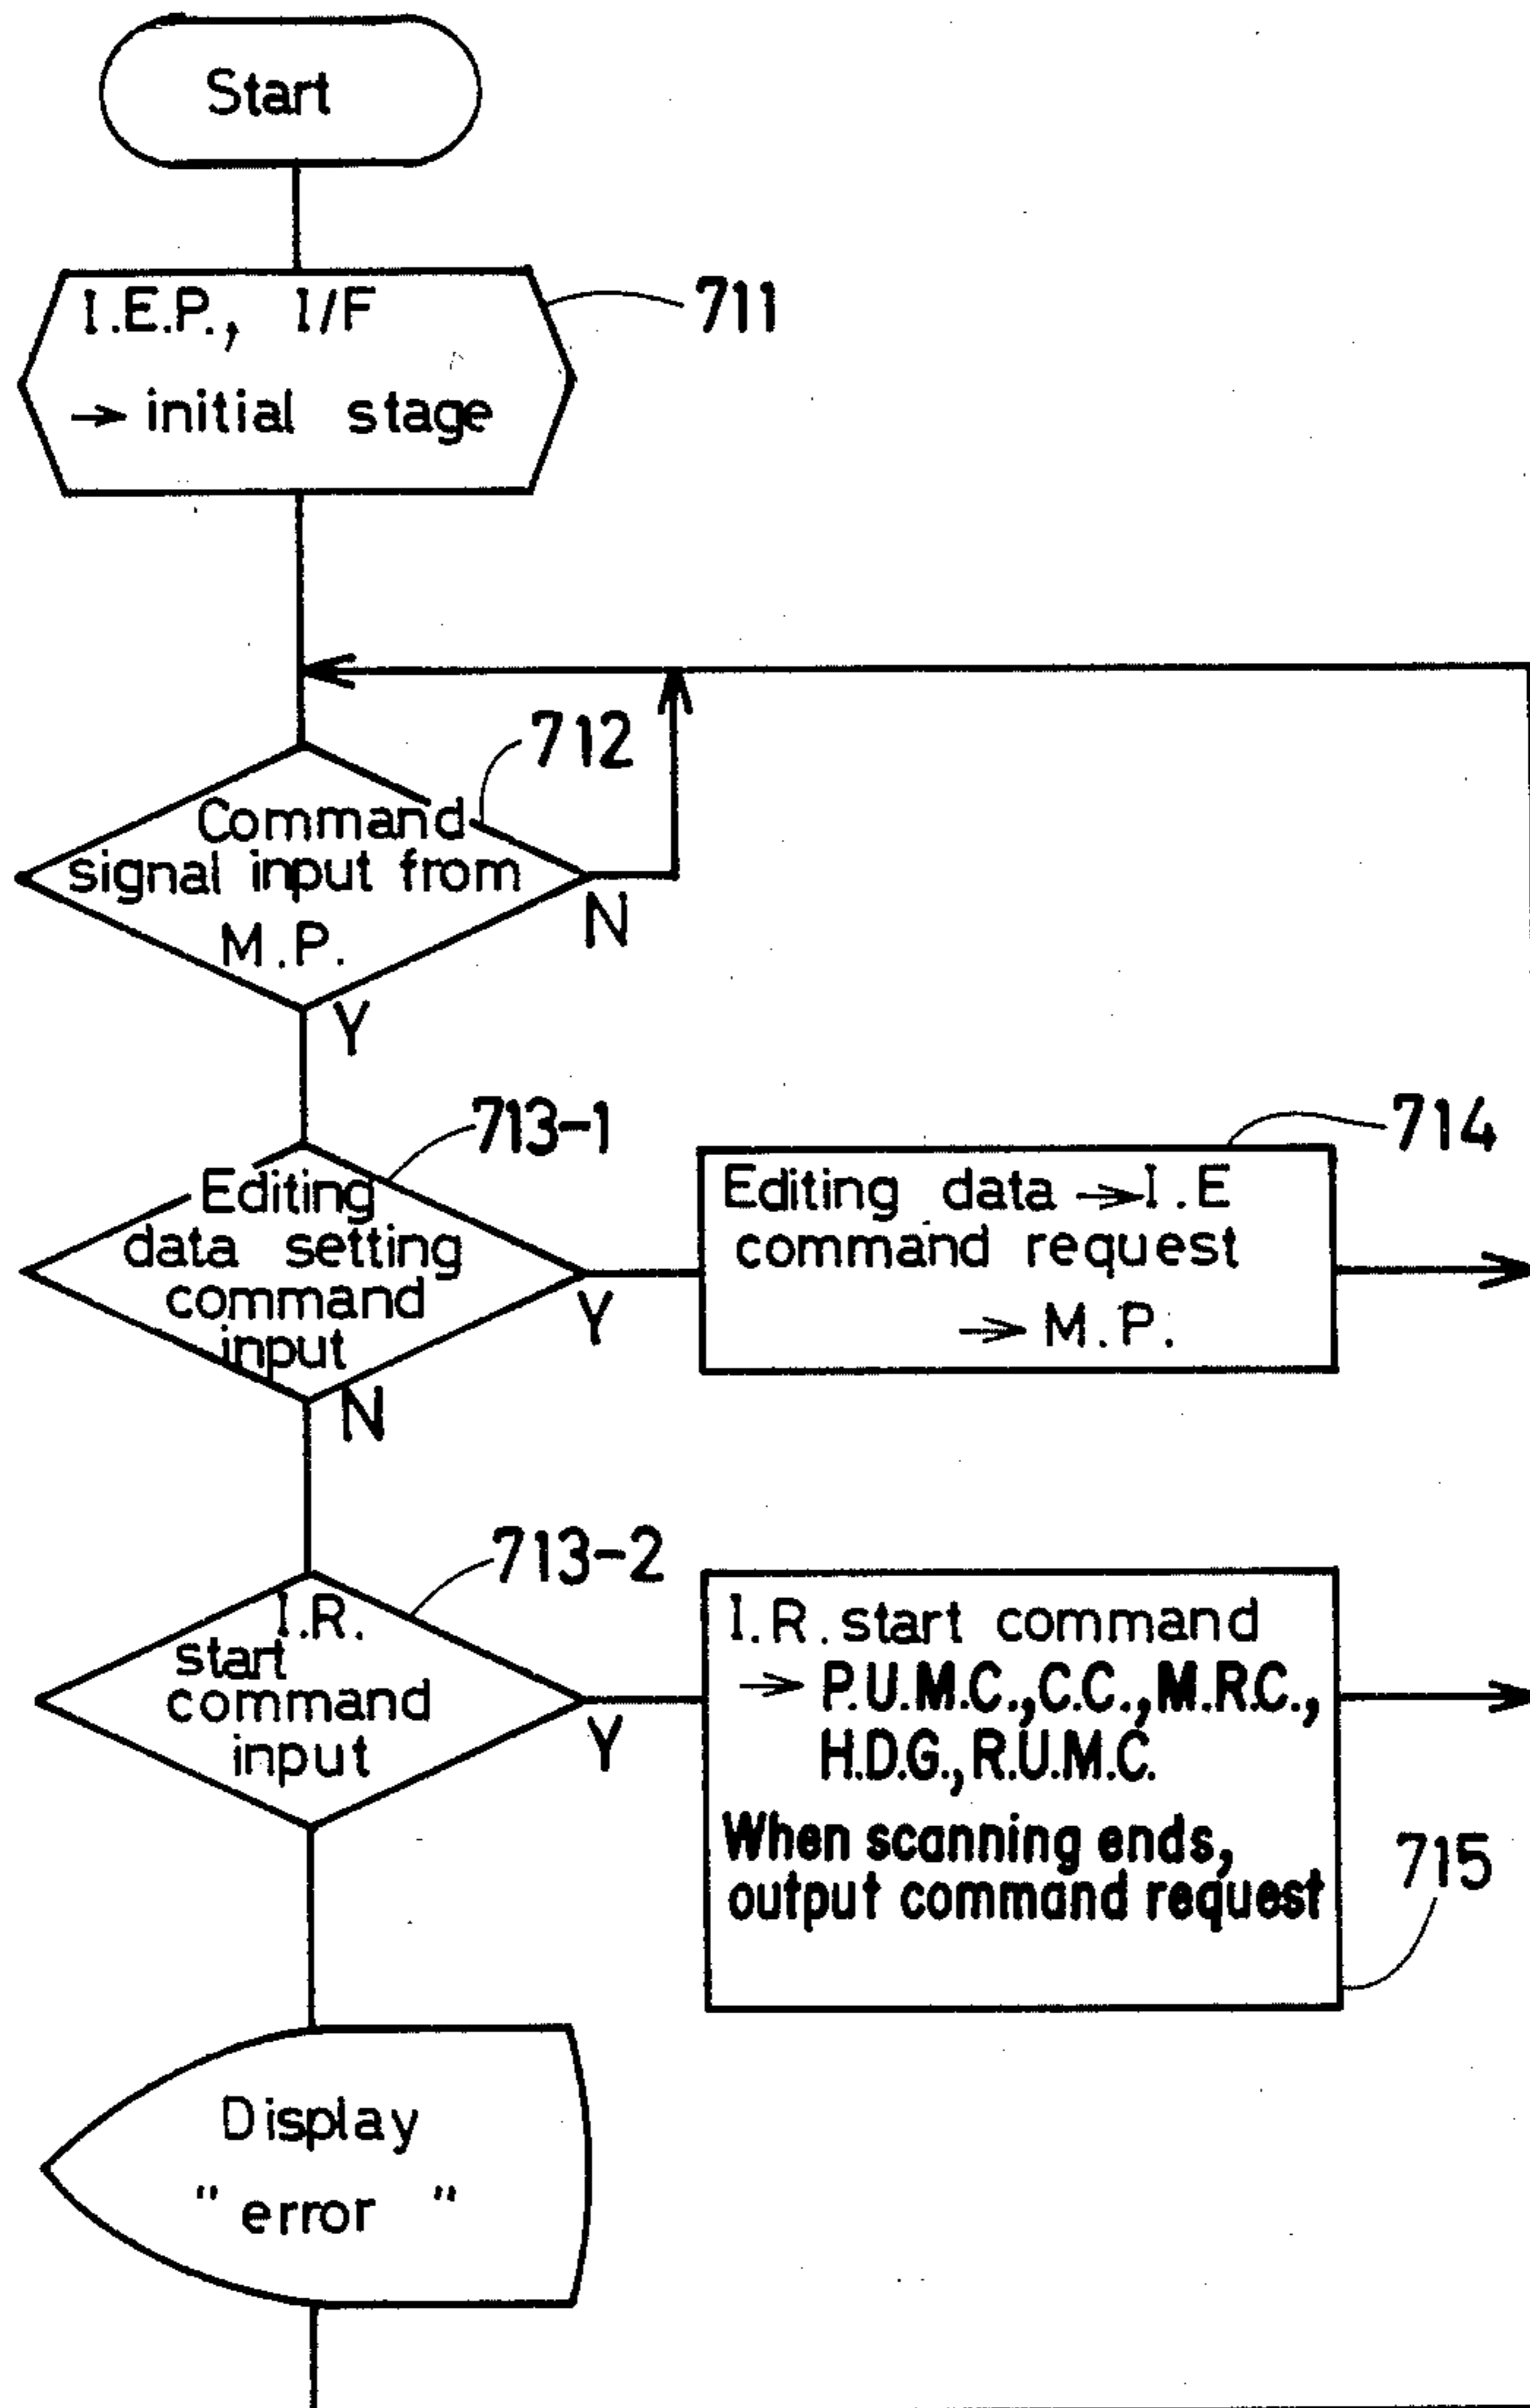 Start
I.E.P., I/F
→ initial stage
711
712
Command
signal input from
M.P.
N
Y
713-1
Editing
data setting
command
input
Y
N
714
Editing data → I.E
command request
→ M.P.
713-2
I.R.
start
command
input
Y
I.R. start command
→ P.U.M.C., C.C., M.R.C.,
H.D.G., R.U.M.C.
When scanning ends,
output command request
715
Display
" error "